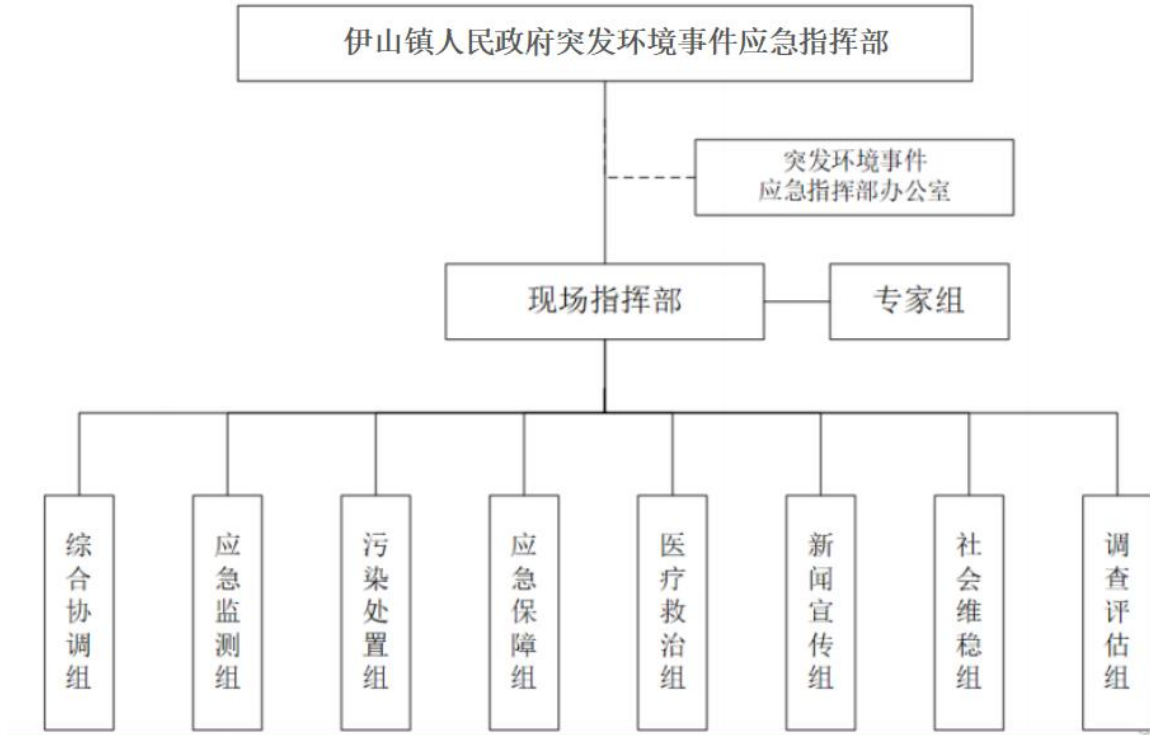 伊山镇人民政府突发环境事件应急指挥部
突发环境事件
应急指挥部办公室
现场指挥部
专家组
综合协调组
应急监测组
污染处置组
应急保障组
医疗救治组
新闻宣传组
社会维稳组
调查评估组